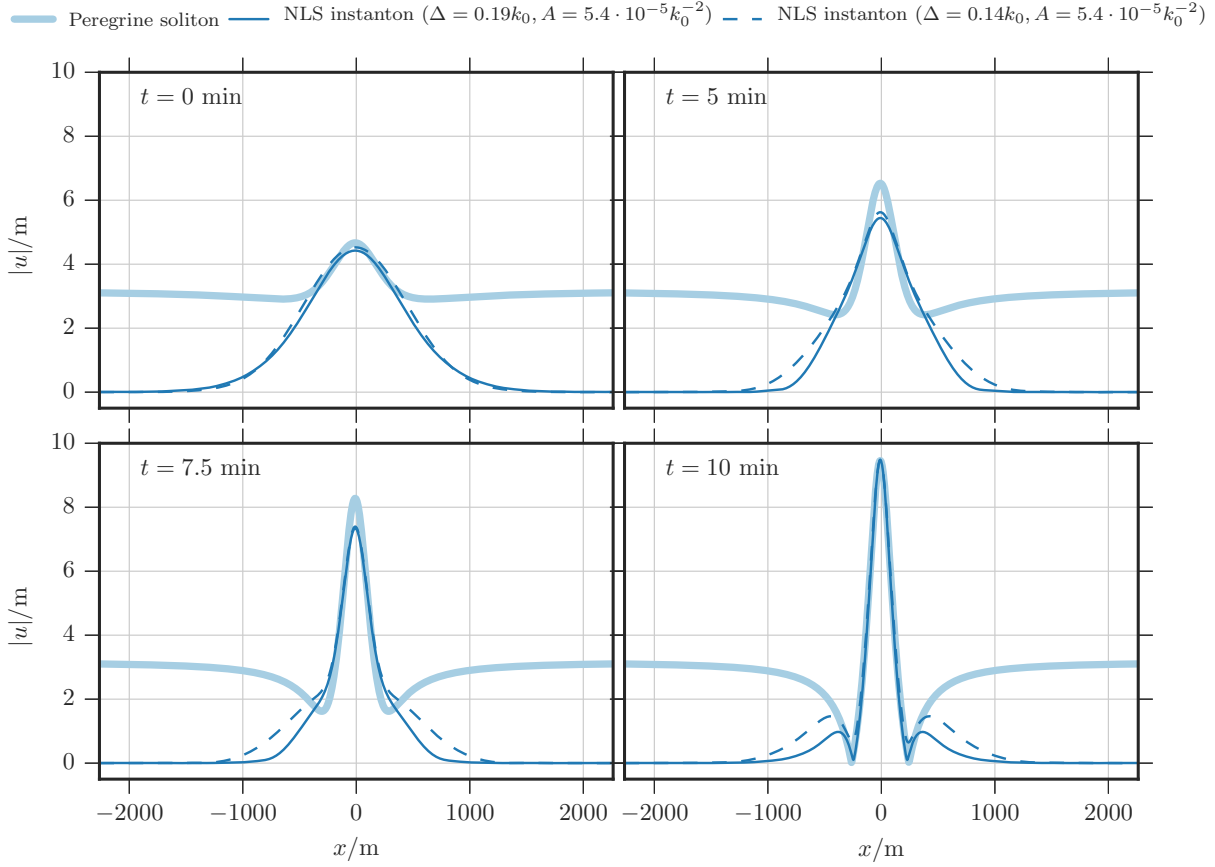 Peregrine soliton NLS instanton (Δ = 0.19k₀, A = 5.4 · 10⁻⁵k₀⁻²) NLS instanton (Δ = 0.14k₀, A = 5.4 · 10⁻⁵k₀⁻²)
t = 0 min
t = 5 min
10
8
6
4
2
0
|u|/m
t = 7.5 min
t = 10 min
10
8
6
4
2
0
|u|/m
−2000 −1000 0 1000 2000
−2000 −1000 0 1000 2000
x/m
x/m